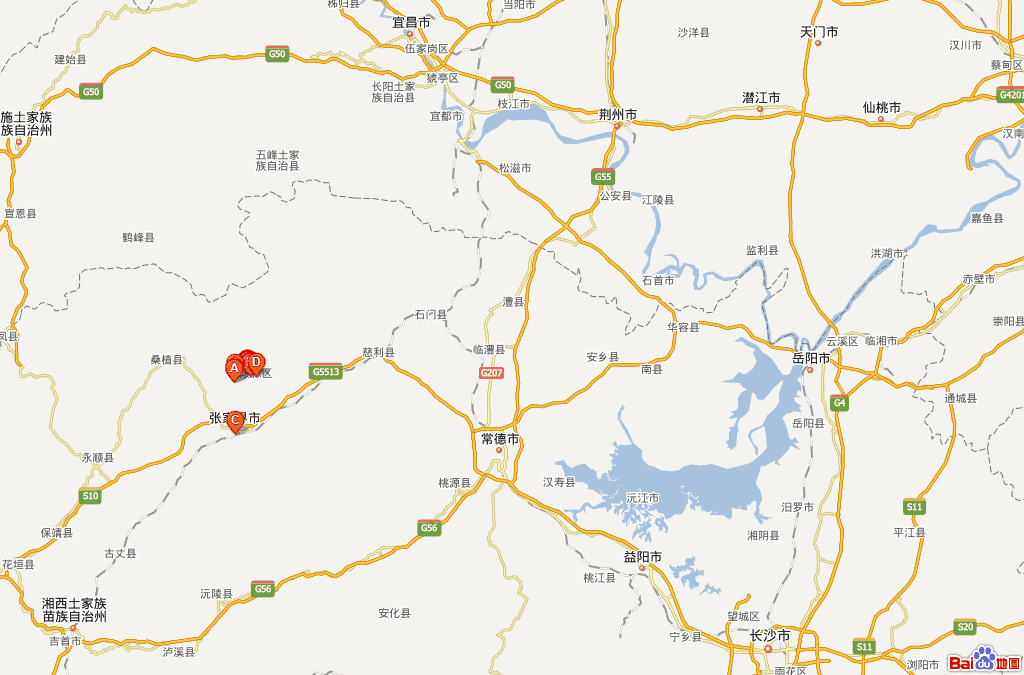 秭归县
当阳市
宜昌市
沙洋县
天门市
伍家岗区
汉川市
G50
建始县
蔡甸区
猇亭区
长阳土家
族自治县
G50
G50
枝江市
潜江市
仙桃市
G4201
宜都市
荆州市
施土家族
族自治州
汉南
五峰土家
族自治县
松滋市
G55
公安县
江陵县
宣恩县
嘉鱼县
鹤峰县
监利县
洪湖市
石首市
赤壁市
澧县
石门县
崇阳县
华容县
凤县
云溪区
临湘市
慈利县
临澧县
桑植县
安乡县
岳阳市
D
A
区
G5513
G207
南县
通城县
G4
张家界市
C
岳阳县
常德市
永顺县
桃源县
汉寿县
沅江市
S10
汨罗市
S11
保靖县
G56
湘阴县
平江县
古丈县
益阳市
花垣县
桃江县
G56
沅陵县
湘西土家族
苗族自治州
安化县
望城区
S20
吉首市
宁乡县
长沙市
泸溪县
S11
雨花区
浏阳市
Bai du 地图